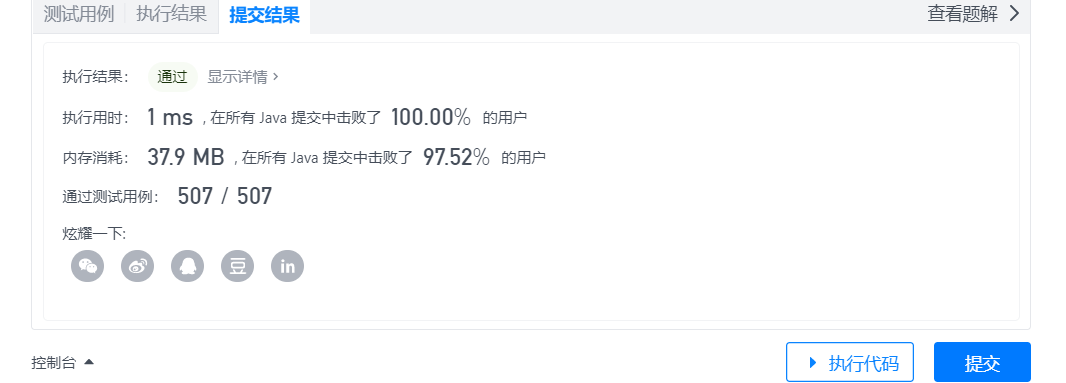 测试用例 执行结果 提交结果 查看题解
执行结果： 通过 显示详情
执行用时： 1 ms , 在所有 Java 提交中击败了 100.00% 的用户
内存消耗： 37.9 MB , 在所有 Java 提交中击败了 97.52% 的用户
通过测试用例： 507 / 507
炫耀一下:
豆 in
控制台 执行代码 提交